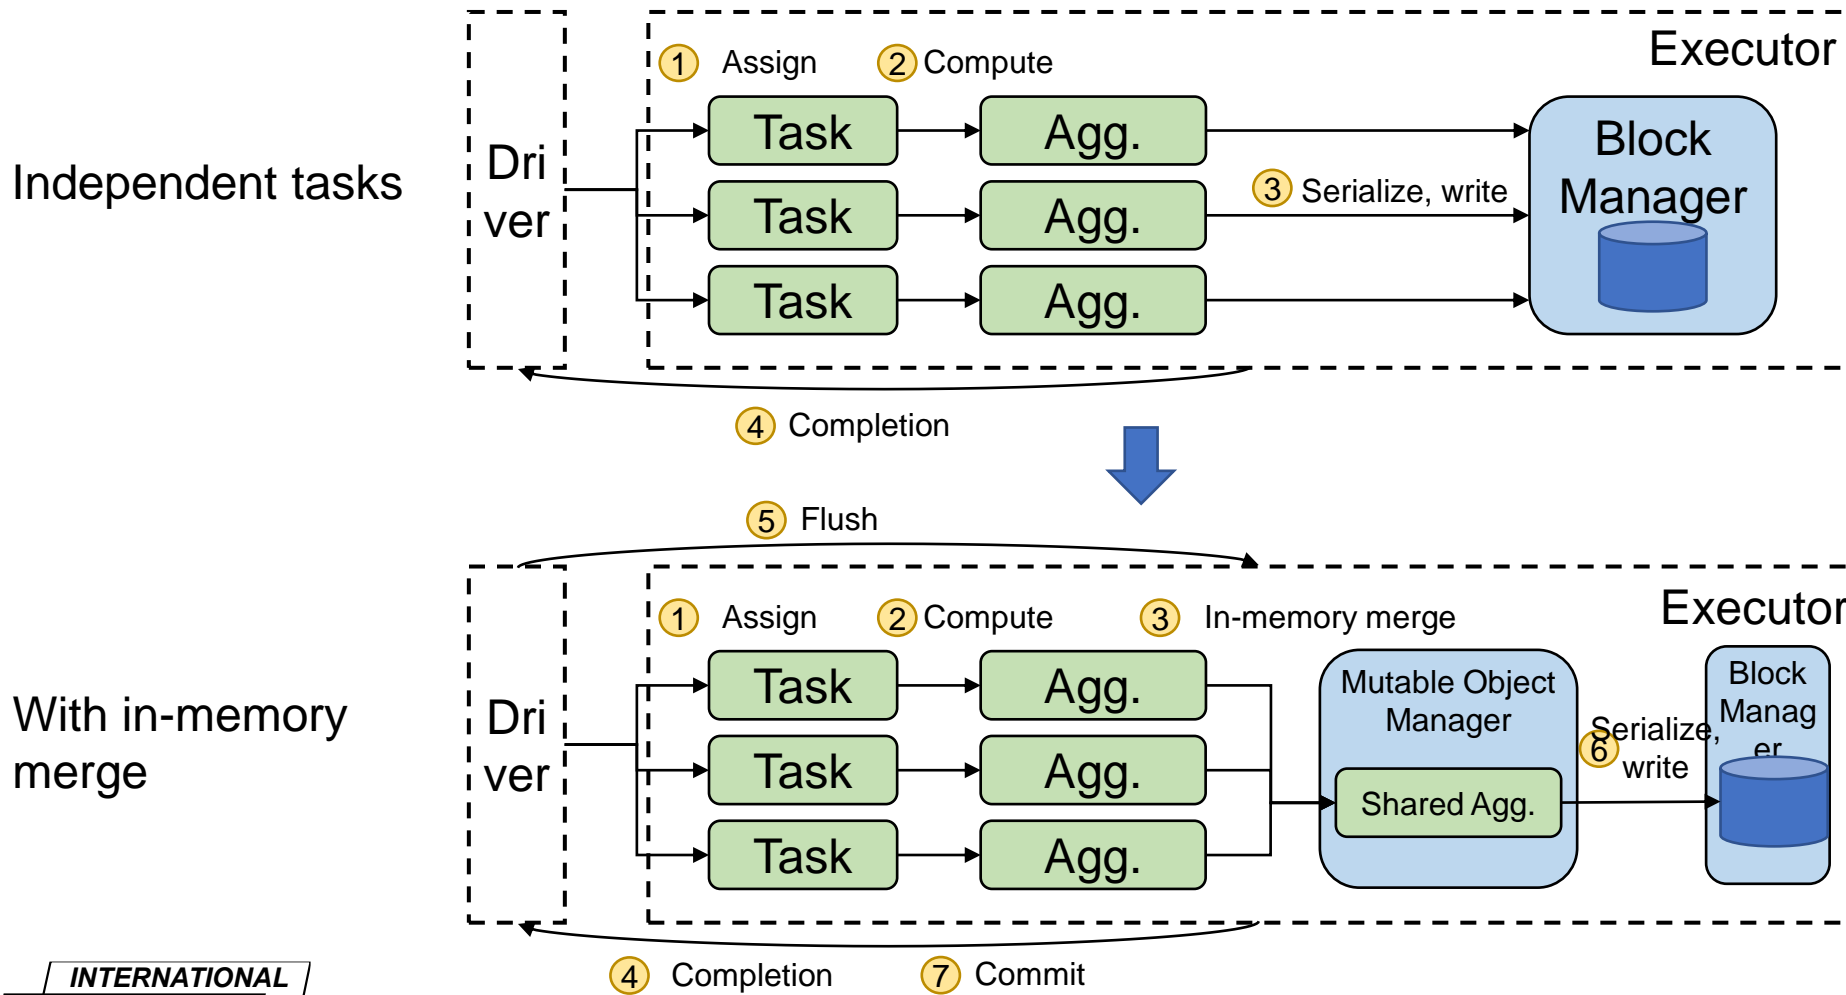 Executor
1 Assign 2 Compute
Task Agg.
Block
Manager
Independent tasks
Dri
ver
Task Agg.
3 Serialize, write
Task Agg.
4 Completion
5 Flush
Executor
1 Assign 2 Compute 3 In-memory merge
Task Agg.
Mutable Object
Manager
Block
Manag
er
With in-memory
merge
Dri
ver
Task Agg.
Shared Agg.
6 Serialize,
write
Task Agg.
4 Completion 7 Commit
INTERNATIONAL